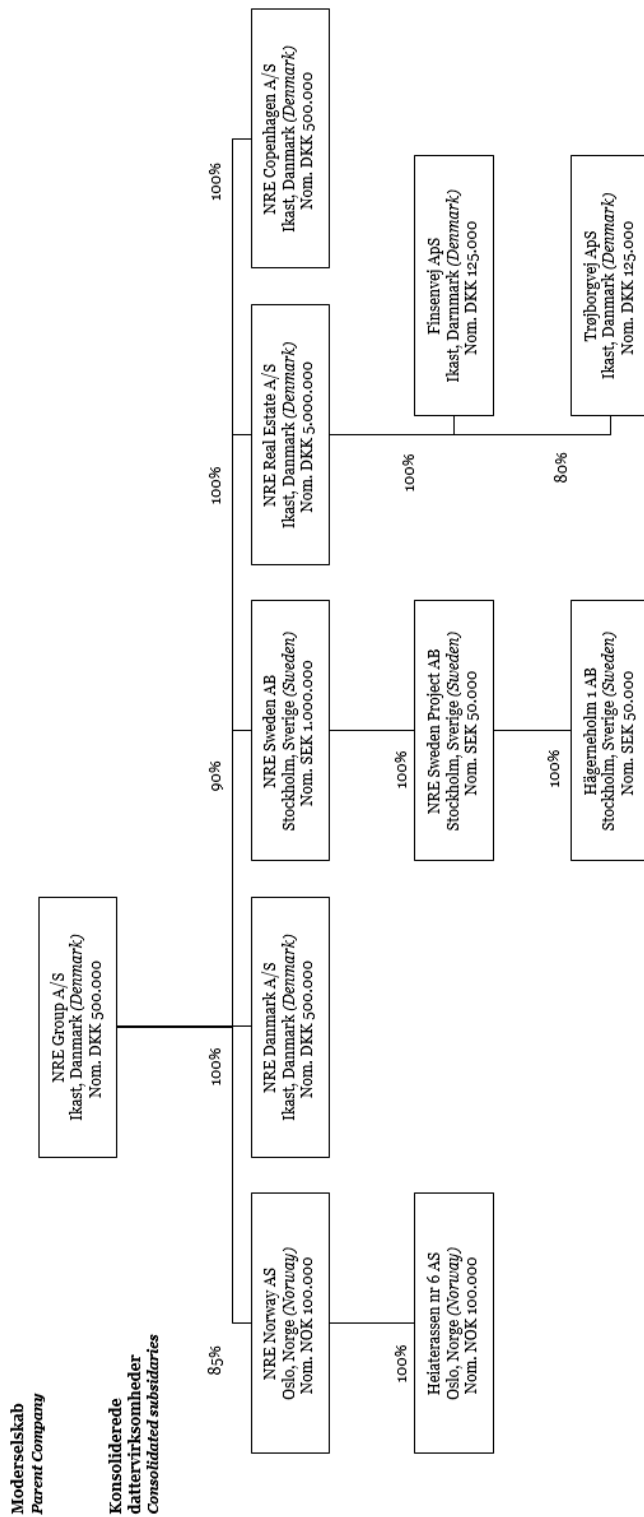 Moderselskab
Parent Company
NRE Group A/S
Ikast, Danmark (Denmark)
Nom. DKK 500.000
Konsoliderede
dattervirksomheder
Consolidated subsidaries
85%
100%
90%
100%
100%
NRE Norway AS
Oslo, Norge (Norway)
Nom. NOK 100.000
NRE Danmark A/S
Ikast, Danmark (Denmark)
Nom. DKK 500.000
NRE Sweden AB
Stockholm, Sverige (Sweden)
Nom. SEK 1.000.000
NRE Real Estate A/S
Ikast, Danmark (Denmark)
Nom. DKK 5.000.000
NRE Copenhagen A/S
Ikast, Danmark (Denmark)
Nom. DKK 500.000
100%
100%
100%
Heiaterassen nr 6 AS
Oslo, Norge (Norway)
Nom. NOK 100.000
NRE Sweden Project AB
Stockholm, Sverige (Sweden)
Nom. SEK 50.000
Finsenvej ApS
Ikast, Darnmark (Denmark)
Nom. DKK 125.000
100%
80%
Hägerneholm 1 AB
Stockholm, Sverige (Sweden)
Nom. SEK 50.000
Trøjborgvej ApS
Ikast, Danmark (Denmark)
Nom. DKK 125.000